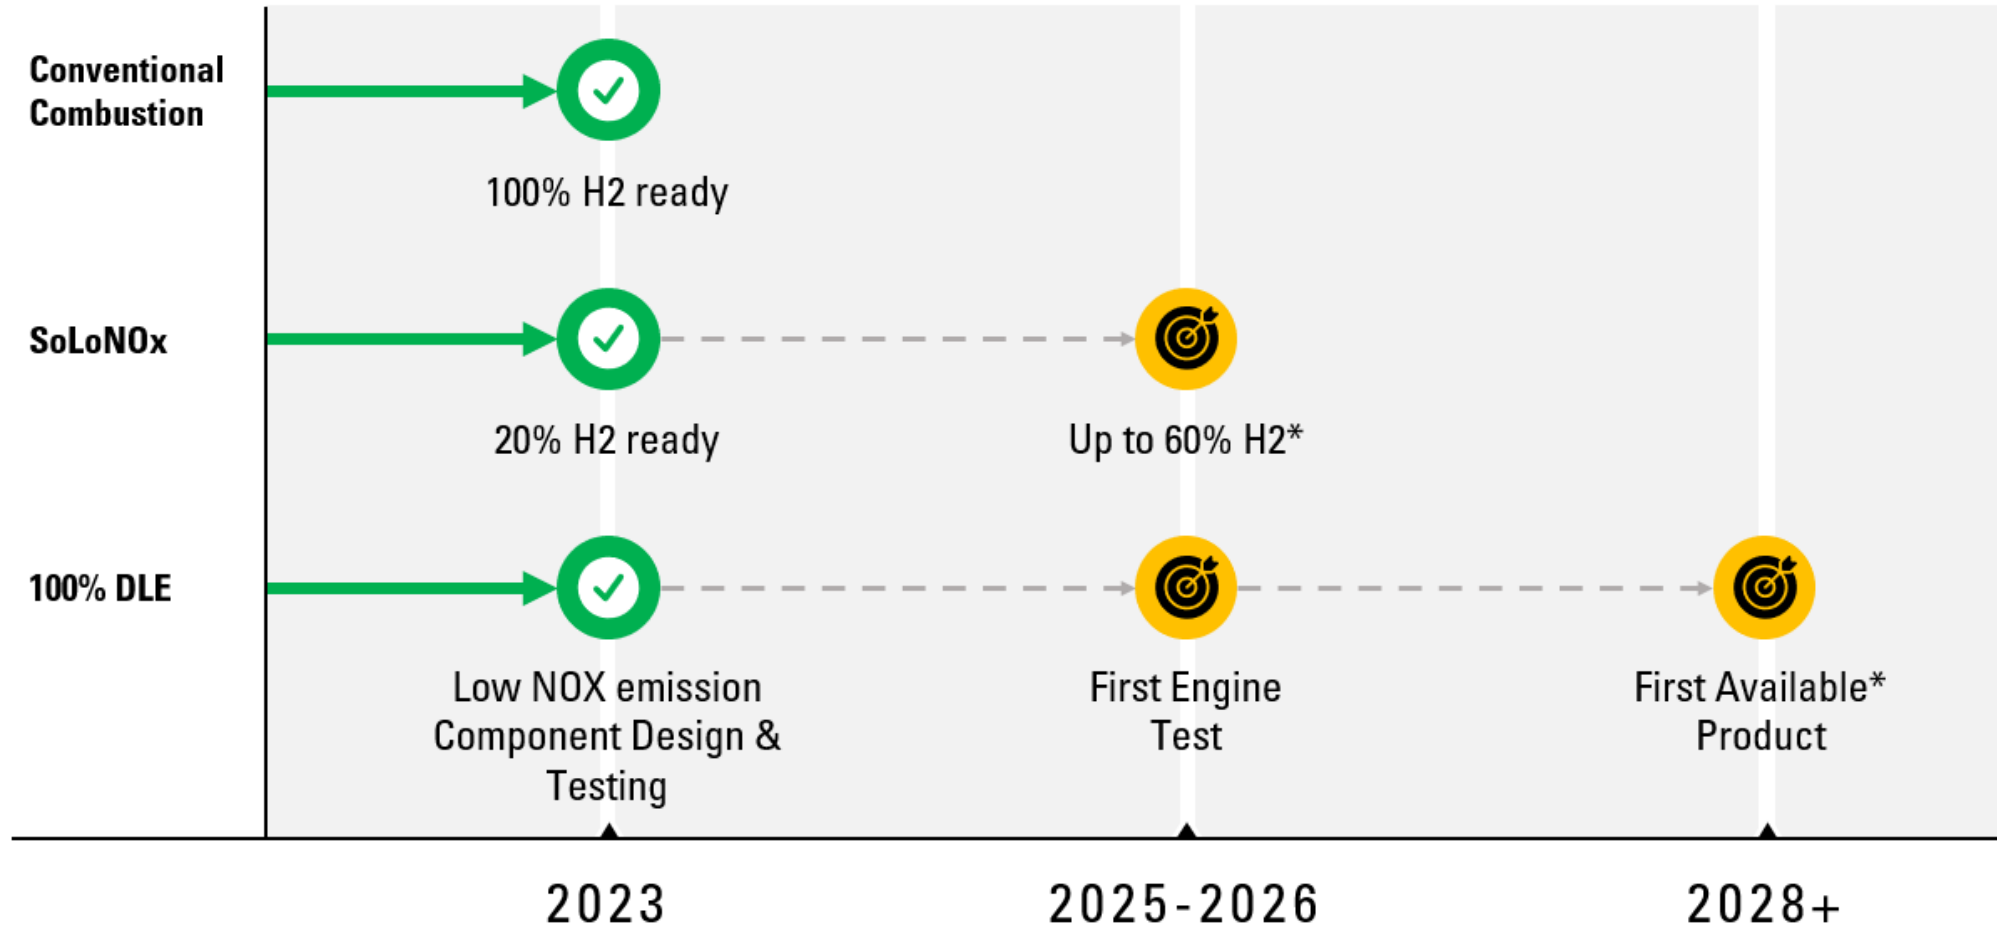 Conventional
Combustion
100% H2 ready
SoLoNOx
20% H2 ready
Up to 60% H2*
100% DLE
Low NOX emission
Component Design &
Testing
First Engine
Test
First Available*
Product
2023
2025-2026
2028+